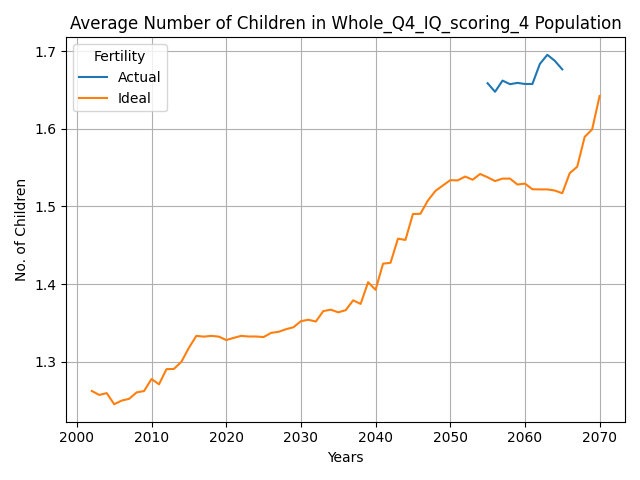 Average Number of Children in Whole_Q4_IQ_scoring_4 Population
Fertility
Actual
Ideal
No. of Children
1.7
1.6
1.5
1.4
1.3
2000 2010 2020 2030 2040 2050 2060 2070
Years